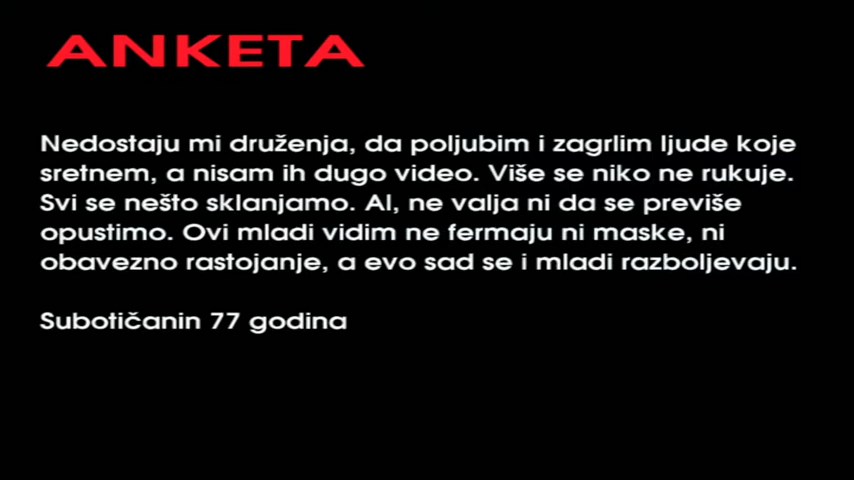 ANKETA
Nedostaju mi druženja, da poljubim i zagrlim ljude koje
sretnem, a nisam ih dugo video. Više se niko ne rukuje.
Svi se nešto sklanjamo. Al, ne valja ni da se previše
opustimo. Ovi mladi vidim ne fermaju ni maske, ni
obavezno rastojanje, a evo sad se i mladi razboljevaju.
Subotičanin 77 godina